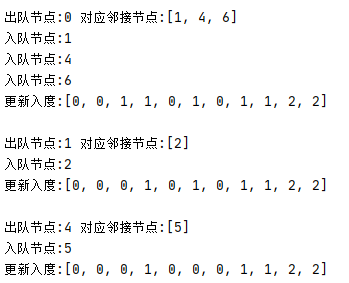 出队节点:0 对应邻接节点:[1, 4, 6]
入队节点:1
入队节点:4
入队节点:6
更新入度:[0, 0, 1, 1, 0, 1, 0, 1, 1, 2, 2]
出队节点:1 对应邻接节点:[2]
入队节点:2
更新入度:[0, 0, 0, 1, 0, 1, 0, 1, 1, 2, 2]
出队节点:4 对应邻接节点:[5]
入队节点:5
更新入度:[0, 0, 0, 1, 0, 0, 0, 1, 1, 2, 2]